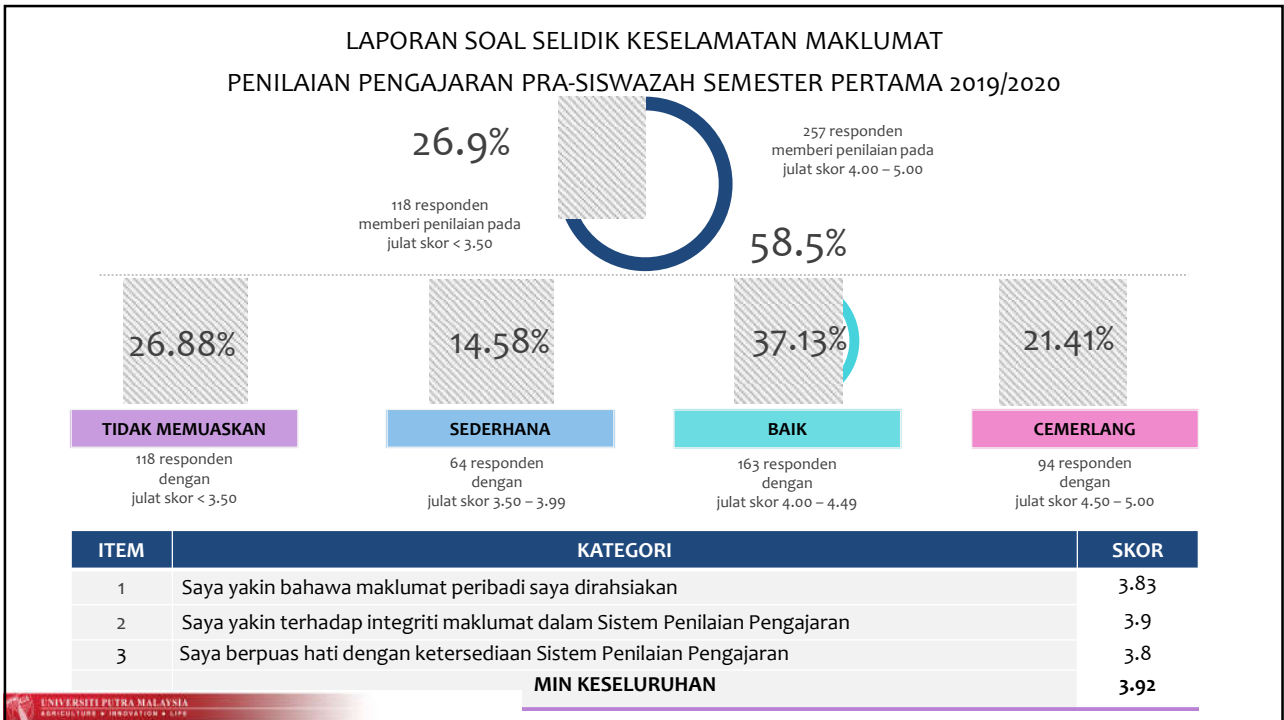 LAPORAN SOAL SELIDIK KESELAMATAN MAKLUMAT
PENILAIAN PENGAJARAN PRA-SISWAZAH SEMESTER PERTAMA 2019/2020
26.9%
118 responden
memberi penilaian pada
julat skor < 3.50
257 responden
memberi penilaian pada
julat skor 4.00 – 5.00
58.5%
26.88%
14.58%
37.13%
21.41%
TIDAK MEMUASKAN
SEDERHANA
BAIK
CEMERLANG
118 responden
dengan
julat skor < 3.50
64 responden
dengan
julat skor 3.50 – 3.99
163 responden
dengan
julat skor 4.00 – 4.49
94 responden
dengan
julat skor 4.50 – 5.00
ITEM KATEGORI SKOR
1 Saya yakin bahawa maklumat peribadi saya dirahsiakan 3.83
2 Saya yakin terhadap integriti maklumat dalam Sistem Penilaian Pengajaran 3.9
3 Saya berpuas hati dengan ketersediaan Sistem Penilaian Pengajaran 3.8
MIN KESELURUHAN 3.92
UNIVERSITI PUTRA MALAYSIA
AGRICULTURE • INNOVATION • LIFE